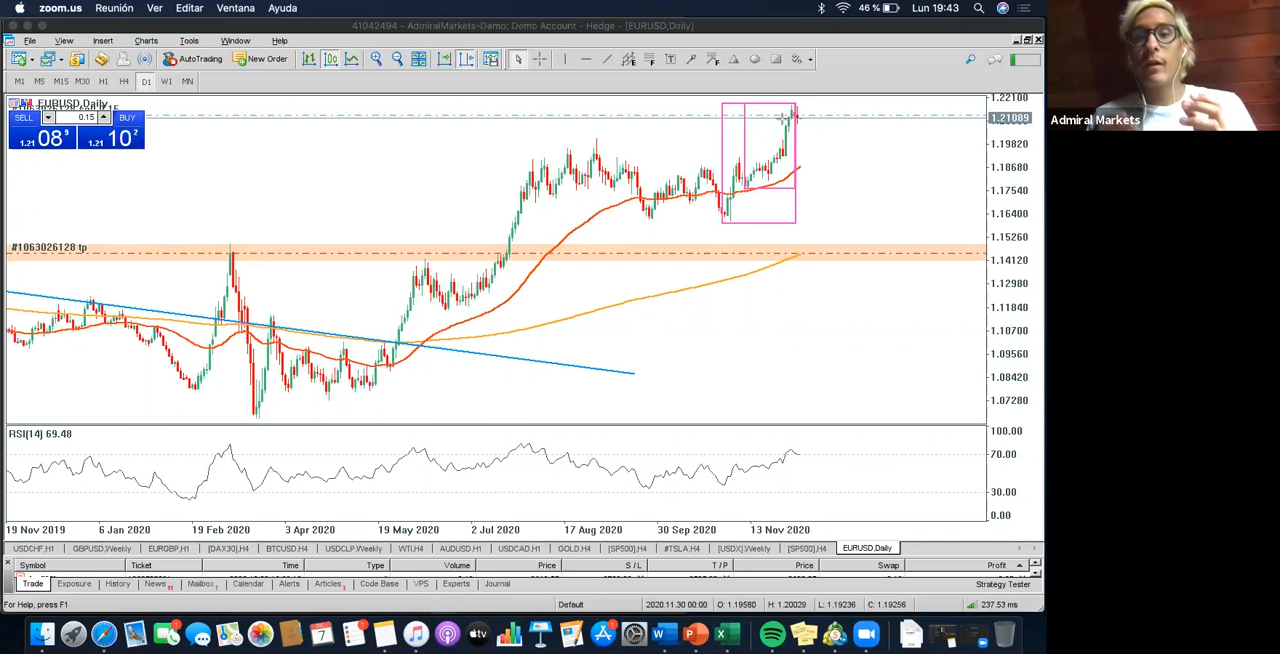 zoom.us Reunión Ver Editar Ventana Ayuda 46 % Lun 19:43
41042494 - AdmiralMarkets-Demo: Demo Account - Hedge - [EURUSD,Daily]
File View Insert Charts Tools Window Help
AutoTrading New Order
M1 M5 M15 M30 H1 H4 D1 W1 MN
EURUSD,Daily
SELL 0.15 BUY
1.21 08 9 1.21 10 2
1.22100
1.21089
1.19820
1.18680
1.17540
1.16400
1.15260
1.14120
1.12980
1.11840
1.10700
1.09560
1.08420
1.07280
#1063026128 tp
Admiral Markets
RSI(14) 69.48
100.00
70.00
30.00
0.00
19 Nov 2019 6 Jan 2020 19 Feb 2020 3 Apr 2020 19 May 2020 2 Jul 2020 17 Aug 2020 30 Sep 2020 13 Nov 2020
USDCHF,H1 GBPUSD,Weekly EURGBP,H1 [DAX30],H4 BTCUSD,H4 USDCLP,Weekly WTI,H4 AUDUSD,H1 USDCAD,H1 GOLD,H4 [SP500],H4 #TSLA,H4 [USDX],Weekly [SP500],H4 EURUSD,Daily
Symbol Ticket Time Type Volume Price S / L T / P Price Swap Profit
Trade Exposure History News Mailbox Calendar Alerts Articles Code Base VPS Experts Journal Strategy Tester
For Help, press F1 Default 2020.11.30 00:00 O: 1.19580 H: 1.20029 L: 1.19236 C: 1.19256 237.53 ms